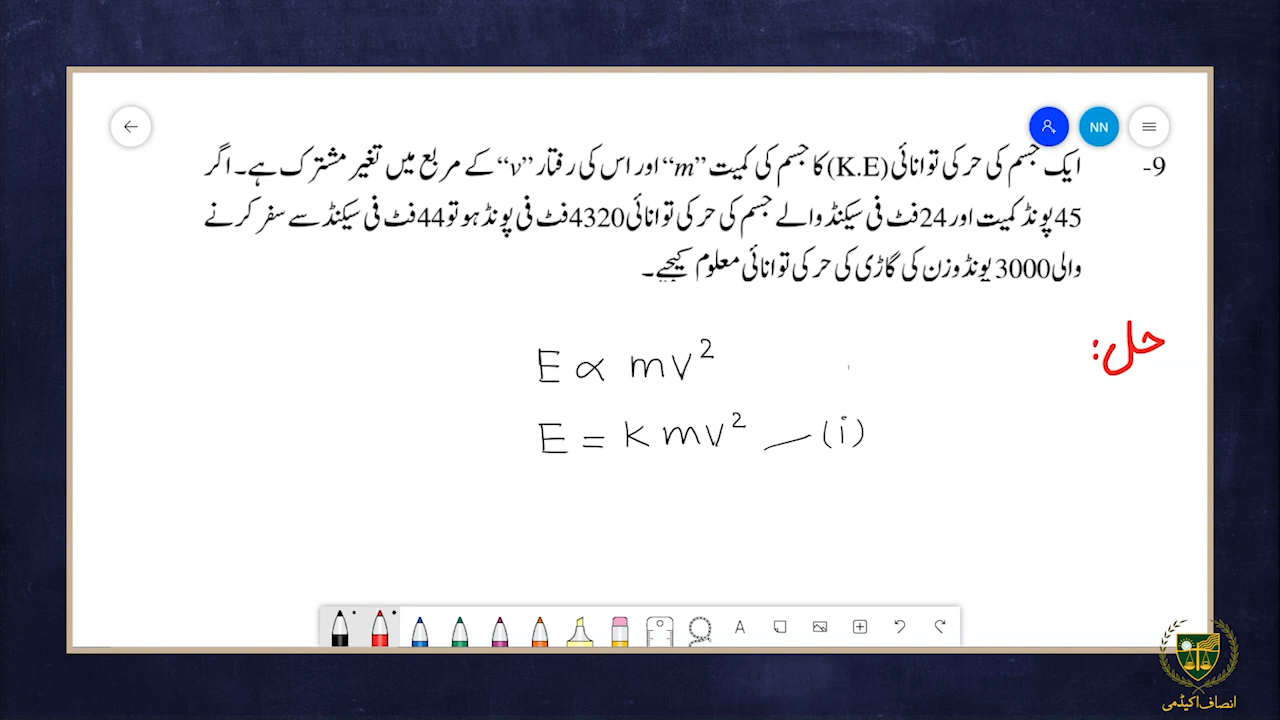 NN
-9 ایک جسم کی حرکی توانائی (K.E) کا جسم کی کمیت "m" اور اس کی رفتار "v" کے مربع میں تغیر مشترک ہے۔ اگر
45 پونڈ کمیت اور 24 فٹ فی سیکنڈ والے جسم کی حرکی توانائی 4320 فٹ فی پونڈ ہو تو 44 فٹ فی سیکنڈ سے سفر کرنے
والی 3000 پونڈ وزن کی گاڑی کی حرکی توانائی معلوم کیجیے۔
حل:
E ∝ mv²
E = K mv² — (i)
A
انصاف اکیڈمی